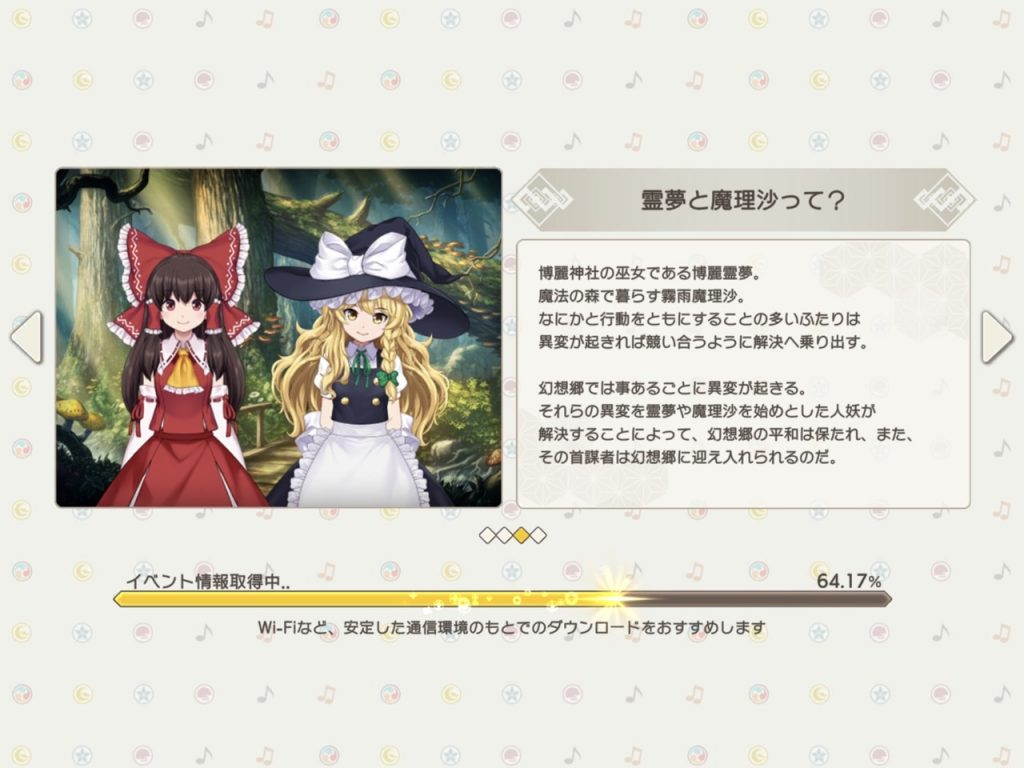 霊夢と魔理沙って？
博麗神社の巫女である博麗霊夢。
魔法の森で暮らす霧雨魔理沙。
なにかと行動をともにすることの多いふたりは
異変が起きれば競い合うように解決へ乗り出す。
幻想郷では事あるごとに異変が起きる。
それらの異変を霊夢や魔理沙を始めとした人妖が
解決することによって、幻想郷の平和は保たれ、また、
その首謀者は幻想郷に迎え入れられるのだ。
イベント情報取得中..
64.17%
Wi-Fiなど、安定した通信環境のもとでのダウンロードをおすすめします